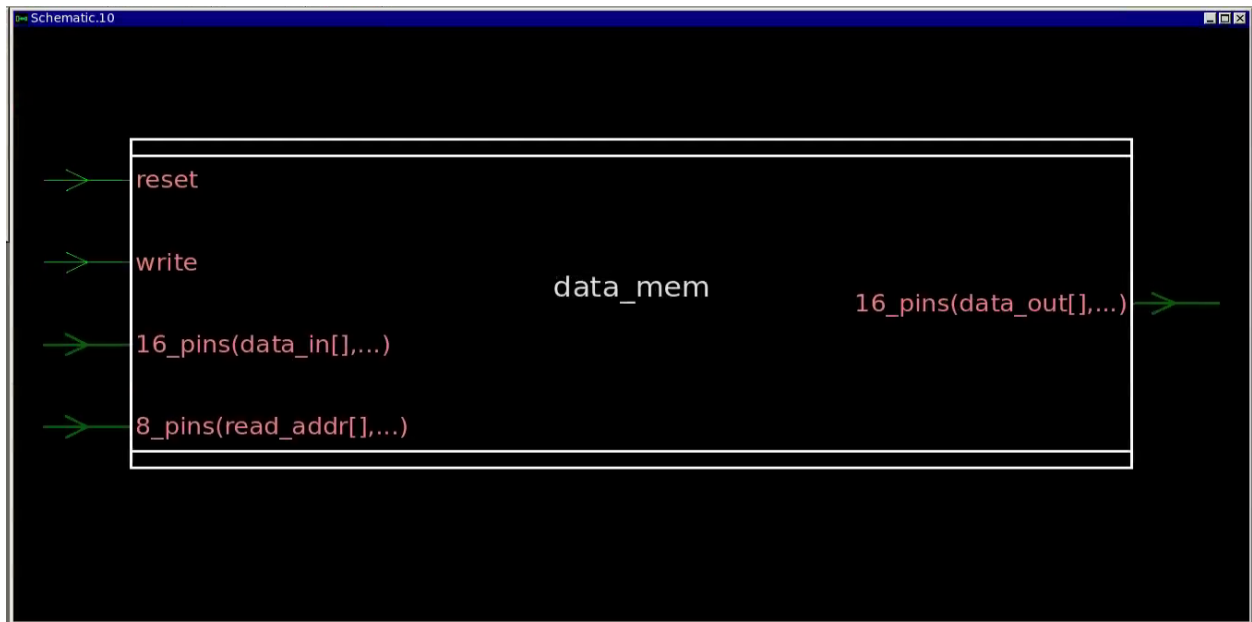 Schematic.10
reset
write
data_mem
16_pins(data_out[],...)
16_pins(data_in[],...)
8_pins(read_addr[],...)